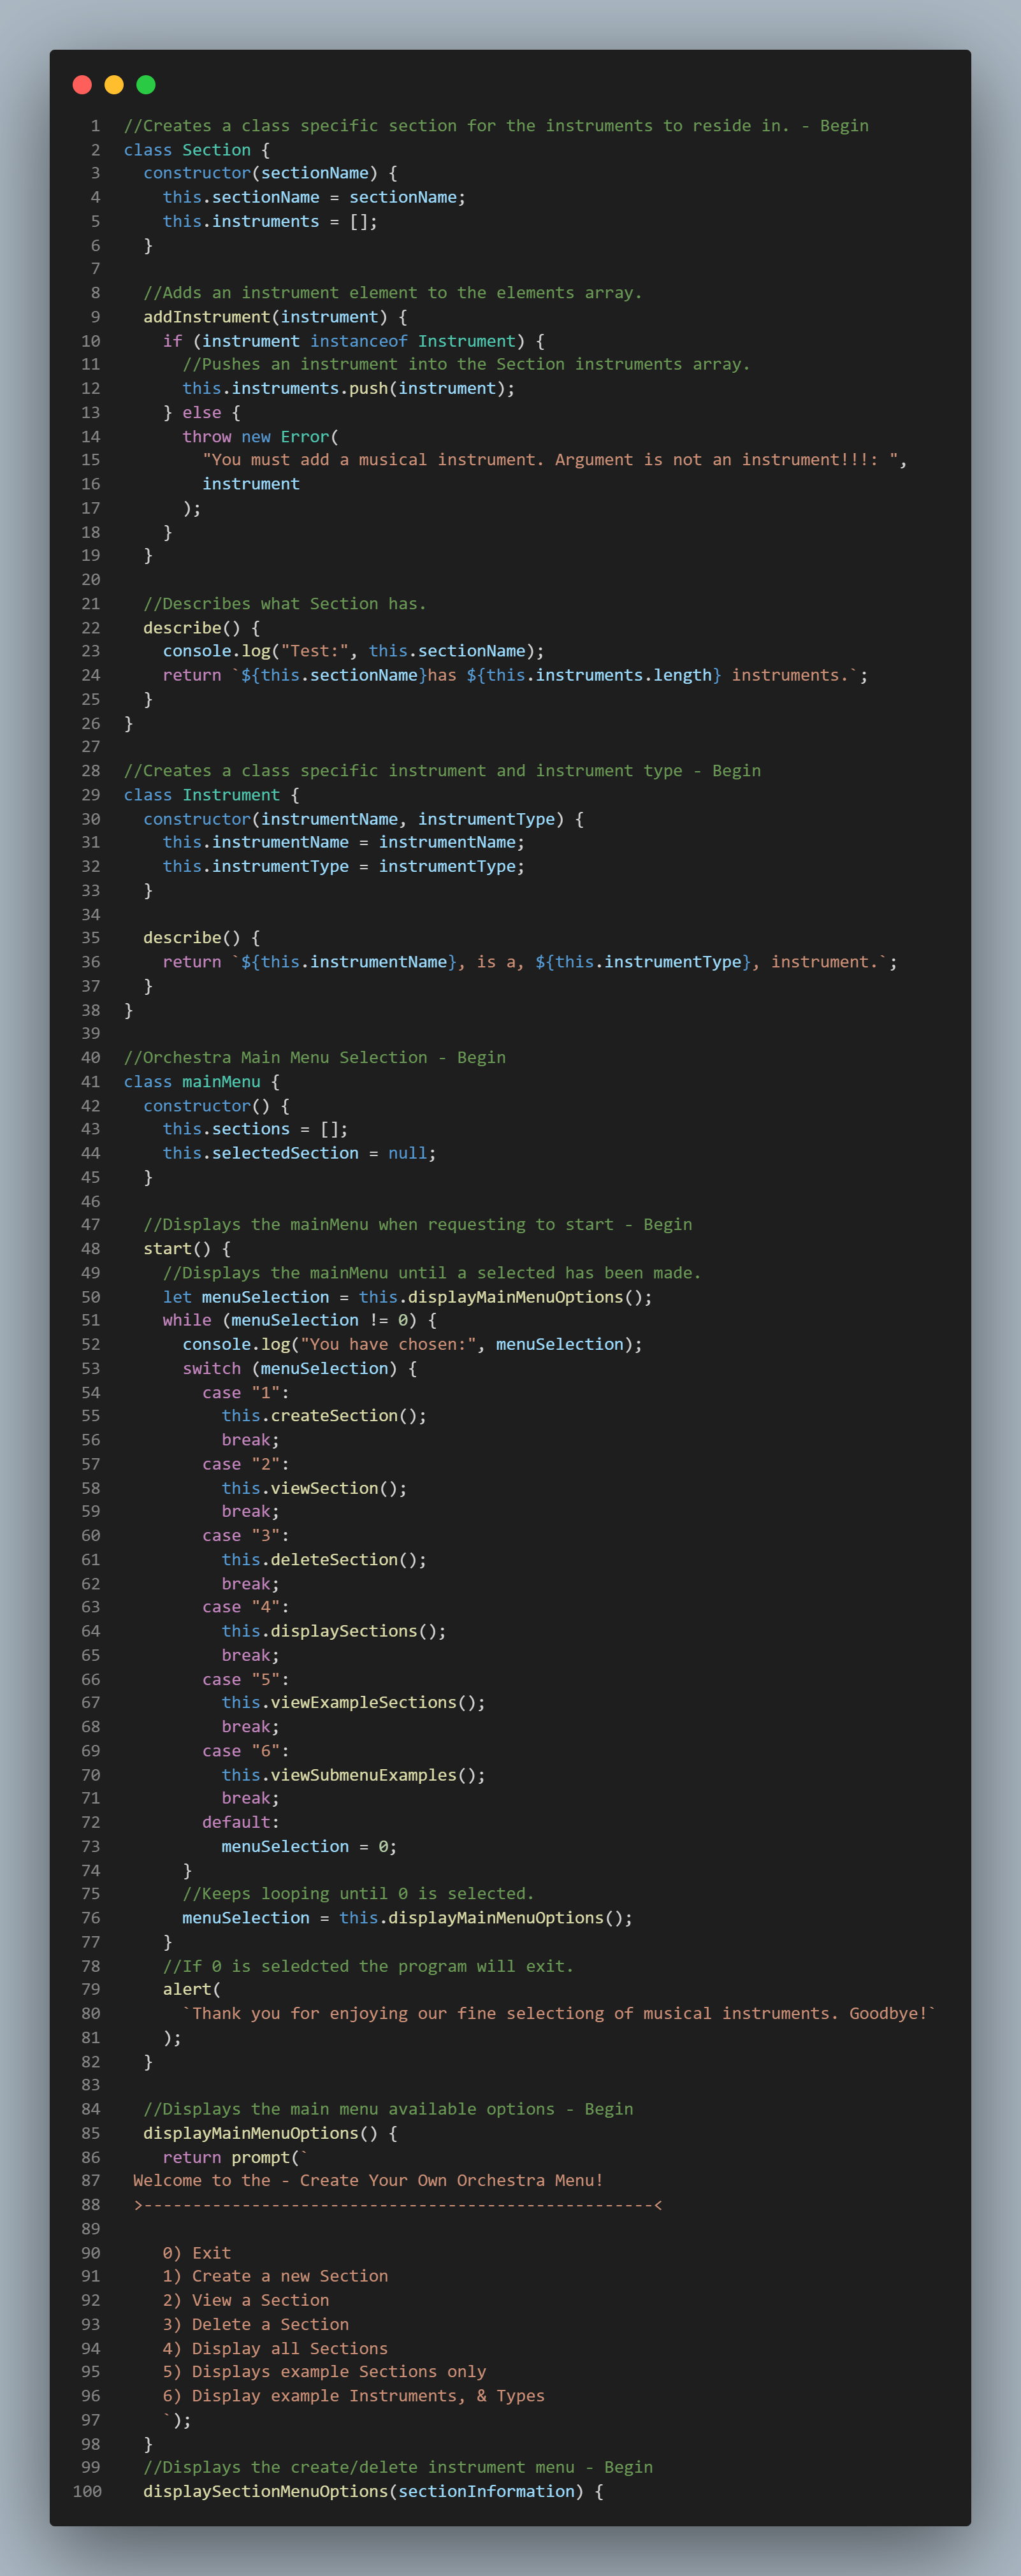 1 //Creates a class specific section for the instruments to reside in. - Begin
2 class Section {
3   constructor(sectionName) {
4     this.sectionName = sectionName;
5     this.instruments = [];
6   }
7
8   //Adds an instrument element to the elements array.
9   addInstrument(instrument) {
10     if (instrument instanceof Instrument) {
11       //Pushes an instrument into the Section instruments array.
12       this.instruments.push(instrument);
13     } else {
14       throw new Error(
15         "You must add a musical instrument. Argument is not an instrument!!!: ",
16         instrument
17       );
18     }
19   }
20
21   //Describes what Section has.
22   describe() {
23     console.log("Test:", this.sectionName);
24     return `${this.sectionName}has ${this.instruments.length} instruments.`;
25   }
26 }
27
28 //Creates a class specific instrument and instrument type - Begin
29 class Instrument {
30   constructor(instrumentName, instrumentType) {
31     this.instrumentName = instrumentName;
32     this.instrumentType = instrumentType;
33   }
34
35   describe() {
36     return `${this.instrumentName}, is a, ${this.instrumentType}, instrument.`;
37   }
38 }
39
40 //Orchestra Main Menu Selection - Begin
41 class mainMenu {
42   constructor() {
43     this.sections = [];
44     this.selectedSection = null;
45   }
46
47   //Displays the mainMenu when requesting to start - Begin
48   start() {
49     //Displays the mainMenu until a selected has been made.
50     let menuSelection = this.displayMainMenuOptions();
51     while (menuSelection != 0) {
52       console.log("You have chosen:", menuSelection);
53       switch (menuSelection) {
54         case "1":
55           this.createSection();
56           break;
57         case "2":
58           this.viewSection();
59           break;
60         case "3":
61           this.deleteSection();
62           break;
63         case "4":
64           this.displaySections();
65           break;
66         case "5":
67           this.viewExampleSections();
68           break;
69         case "6":
70           this.viewSubmenuExamples();
71           break;
72         default:
73           menuSelection = 0;
74       }
75       //Keeps looping until 0 is selected.
76       menuSelection = this.displayMainMenuOptions();
77     }
78     //If 0 is seledcted the program will exit.
79     alert(
80       `Thank you for enjoying our fine selectiong of musical instruments. Goodbye!`
81     );
82   }
83
84   //Displays the main menu available options - Begin
85   displayMainMenuOptions() {
86     return prompt(`
87  Welcome to the - Create Your Own Orchestra Menu!
88  >----------------------------------------------------<
89
90     0) Exit
91     1) Create a new Section
92     2) View a Section
93     3) Delete a Section
94     4) Display all Sections
95     5) Displays example Sections only
96     6) Display example Instruments, & Types
97     `);
98   }
99   //Displays the create/delete instrument menu - Begin
100   displaySectionMenuOptions(sectionInformation) {